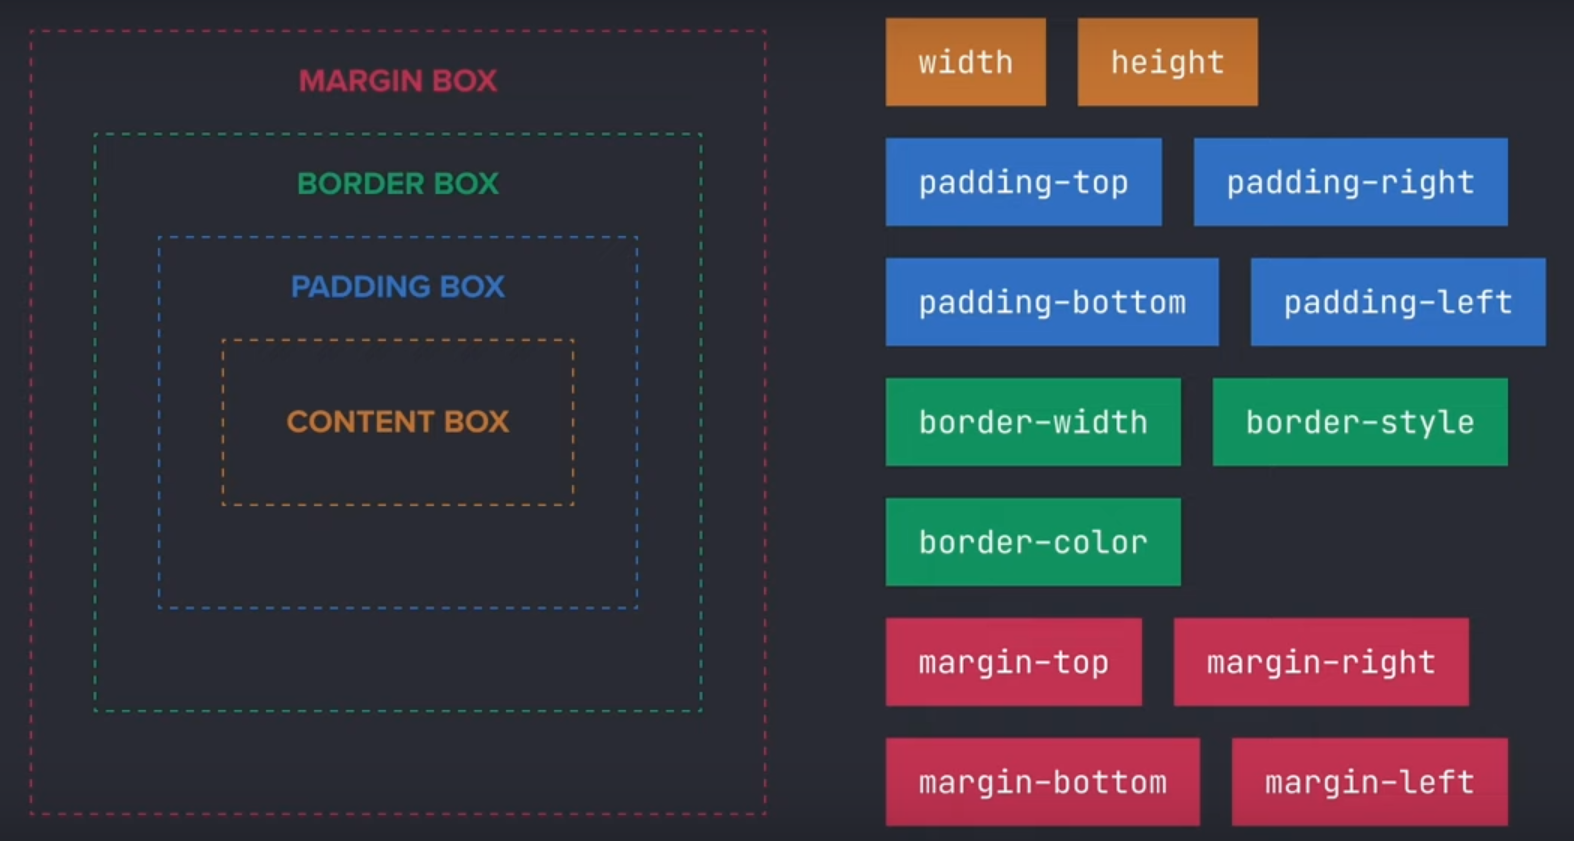 MARGIN BOX
BORDER BOX
PADDING BOX
CONTENT BOX
width height
padding-top padding-right
padding-bottom padding-left
border-width border-style
border-color
margin-top margin-right
margin-bottom margin-left